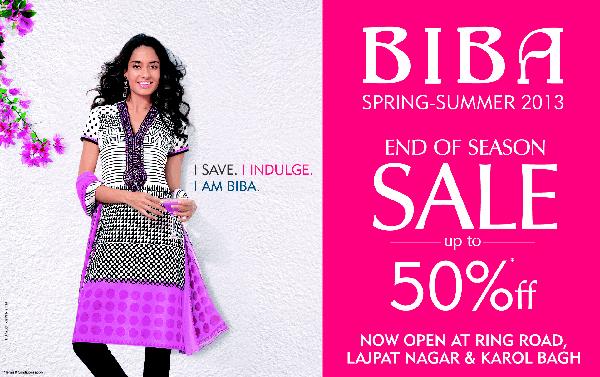 I SAVE. I INDULGE.
I AM BIBA.
BIBA
SPRING-SUMMER 2013
END OF SEASON
SALE
up to
50%*ff
NOW OPEN AT RING ROAD,
LAJPAT NAGAR & KAROL BAGH